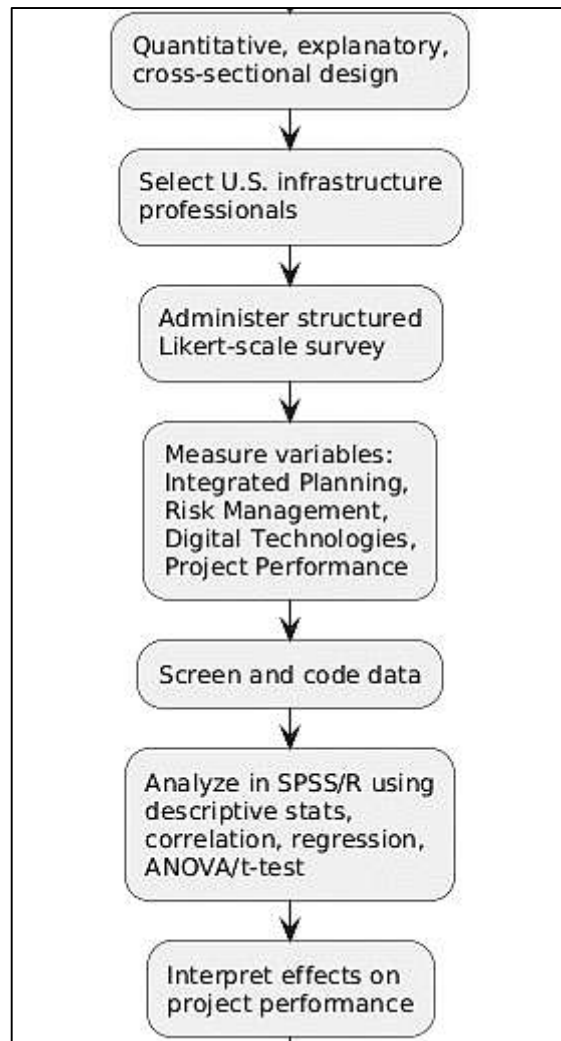 Quantitative, explanatory,
cross-sectional design
Select U.S. infrastructure
professionals
Administer structured
Likert-scale survey
Measure variables:
Integrated Planning,
Risk Management,
Digital Technologies,
Project Performance
Screen and code data
Analyze in SPSS/R using
descriptive stats,
correlation, regression,
ANOVA/t-test
Interpret effects on
project performance